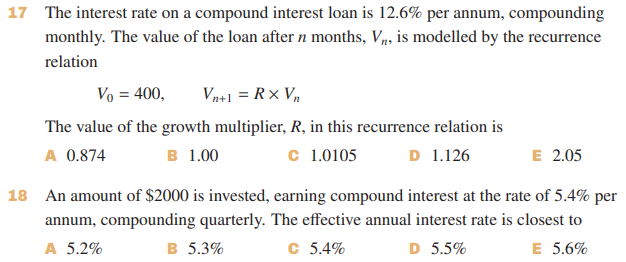 17 The interest rate on a compound interest loan is 12.6% per annum, compounding
monthly. The value of the loan after n months, Vₙ, is modelled by the recurrence
relation
V₀ = 400, Vₙ₊₁ = R × Vₙ
The value of the growth multiplier, R, in this recurrence relation is
A 0.874 B 1.00 C 1.0105 D 1.126 E 2.05
18 An amount of $2000 is invested, earning compound interest at the rate of 5.4% per
annum, compounding quarterly. The effective annual interest rate is closest to
A 5.2% B 5.3% C 5.4% D 5.5% E 5.6%